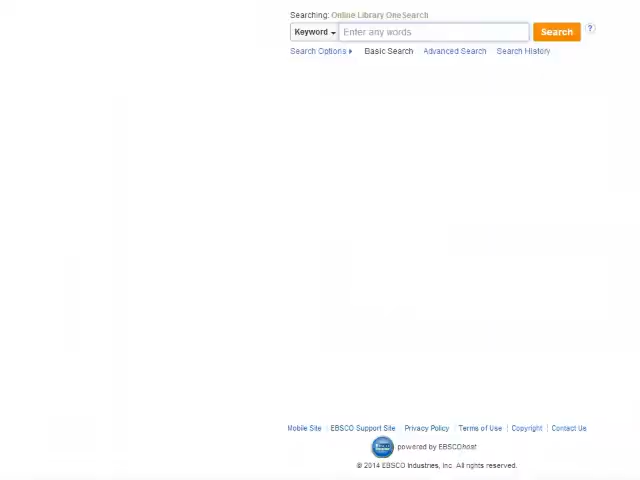 Searching: Online Library OneSearch
Keyword Enter any words Search ?
Search Options Basic Search Advanced Search Search History
Mobile Site EBSCO Support Site Privacy Policy Terms of Use Copyright Contact Us
powered by EBSCOhost
© 2014 EBSCO Industries, Inc. All rights reserved.